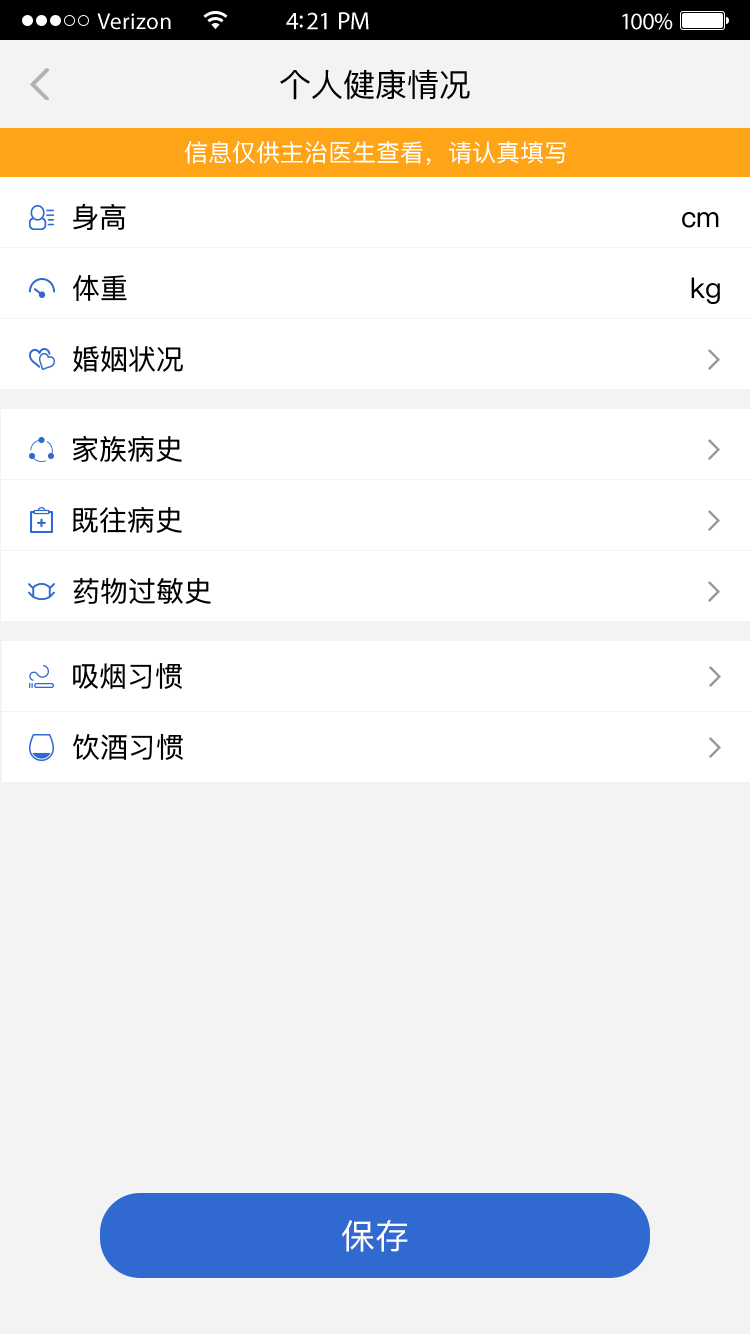 Verizon 4:21 PM 100%
个人健康情况
信息仅供主治医生查看，请认真填写
身高 cm
体重 kg
婚姻状况
家族病史
既往病史
药物过敏史
吸烟习惯
饮酒习惯
保存